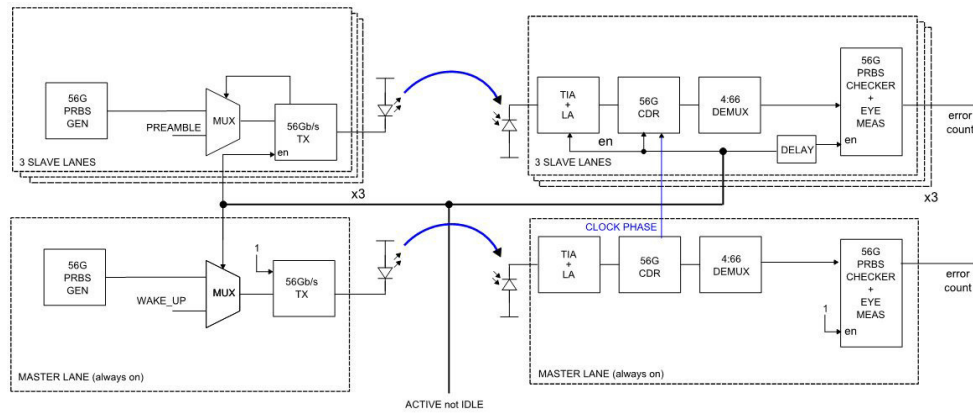 56G
PRBS
GEN
PREAMBLE
MUX
56Gb/s
TX
en
3 SLAVE LANES
x3
TIA
+
LA
56G
CDR
4:66
DEMUX
56G
PRBS
CHECKER
+
EYE
MEAS
en
en
DELAY
error
count
3 SLAVE LANES
x3
56G
PRBS
GEN
WAKE_UP
MUX
1
56Gb/s
TX
MASTER LANE (always on)
CLOCK PHASE
TIA
+
LA
56G
CDR
4:66
DEMUX
56G
PRBS
CHECKER
+
EYE
MEAS
1
en
error
count
MASTER LANE (always on)
ACTIVE not IDLE